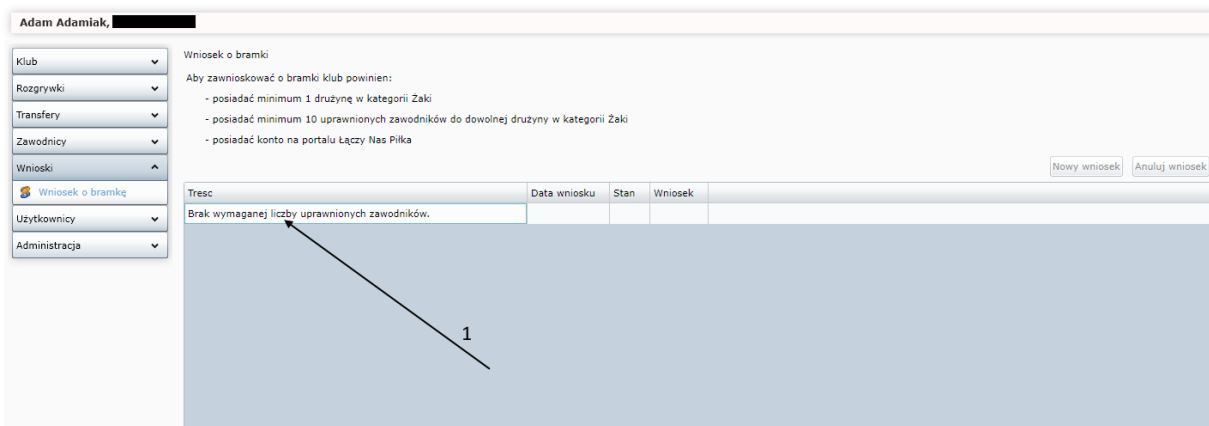 Adam Adamiak,
Klub
Rozgrywki
Transfery
Zawodnicy
Wnioski
Wniosek o bramkę
Użytkownicy
Administracja
Wniosek o bramki
Aby zawnioskować o bramki klub powinien:
- posiadać minimum 1 drużynę w kategorii Żaki
- posiadać minimum 10 uprawnionych zawodników do dowolnej drużyny w kategorii Żaki
- posiadać konto na portalu Łączy Nas Piłka
Nowy wniosek Anuluj wniosek
Tresc Data wniosku Stan Wniosek
Brak wymaganej liczby uprawnionych zawodników.
1